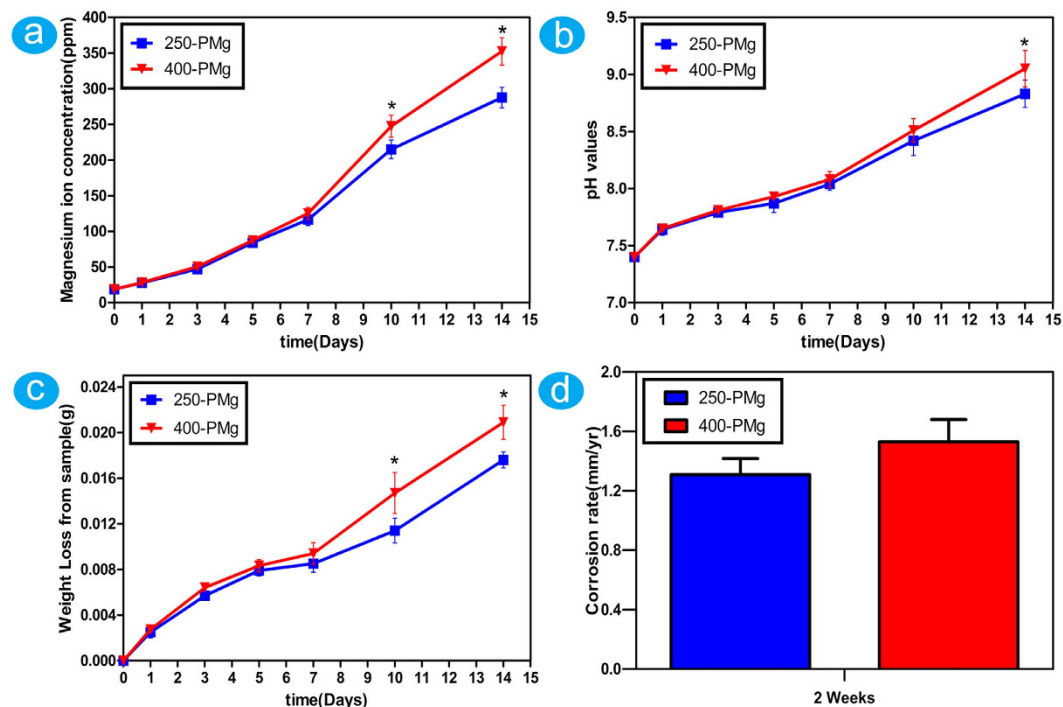 a
250-PMg
400-PMg
Magnesium ion concentration(ppm)
400
350
300
250
200
150
100
50
0
* *
0 1 2 3 4 5 6 7 8 9 10 11 12 13 14 15
time(Days)
b
250-PMg
400-PMg
pH values
9.5
9.0
8.5
8.0
7.5
7.0
*
0 1 2 3 4 5 6 7 8 9 10 11 12 13 14 15
time(Days)
c
250-PMg
400-PMg
Weight Loss from sample(g)
0.024
0.020
0.016
0.012
0.008
0.004
0.000
* *
0 1 2 3 4 5 6 7 8 9 10 11 12 13 14 15
time(Days)
d
250-PMg
400-PMg
Corrosion rate(mm/yr)
2.0
1.6
1.2
0.4
0.0
2 Weeks